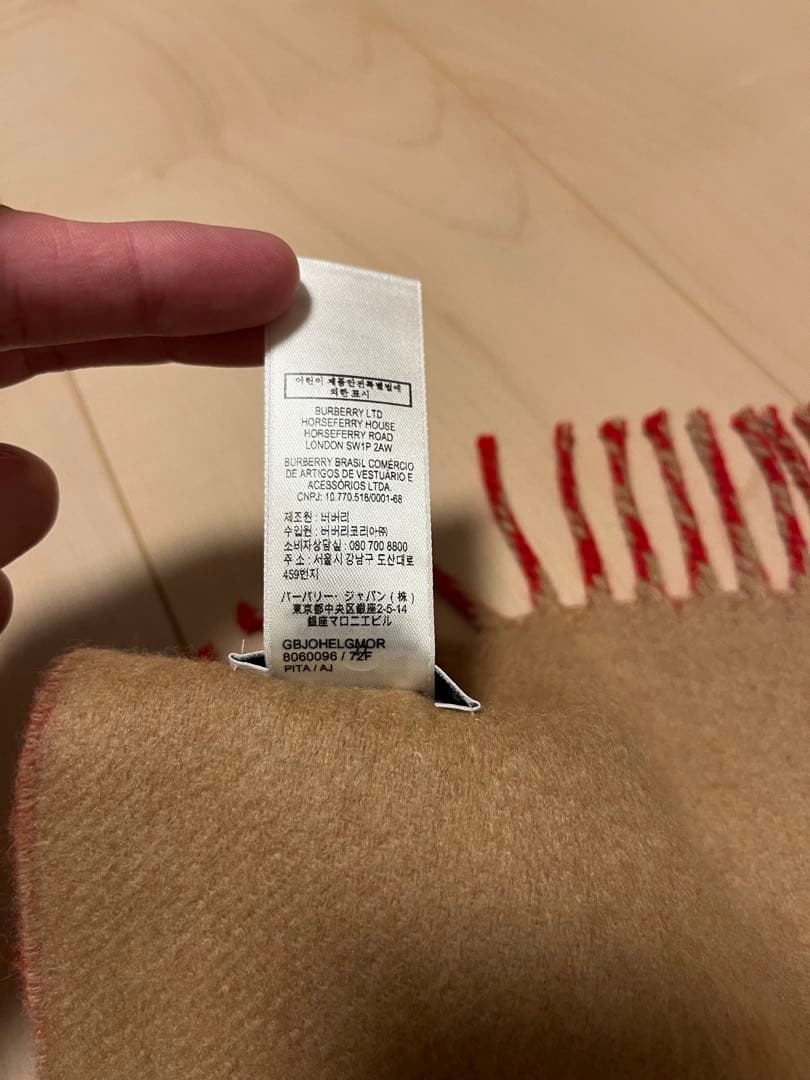 어린이 제품안전특별법에
의한 표시
BURBERRY LTD
HORSEFERRY HOUSE
HORSEFERRY ROAD
LONDON SW1P 2AW
BURBERRY BRASIL COMÉRCIO
DE ARTIGOS DE VESTUÁRIO E
ACESSÓRIOS LTDA.
CNPJ: 10.770.518/0001-68
제조원 : 버버리
수입원 : 버버리코리아㈜
소비자상담실 : 080 700 8800
주 소 : 서울시 강남구 도산대로
459번지
バーバリー・ジャパン(株)
東京都中央区銀座2-5-14
銀座マロニエビル
GBJOHELGMOR
8060096 / 72F
PITA / AJ